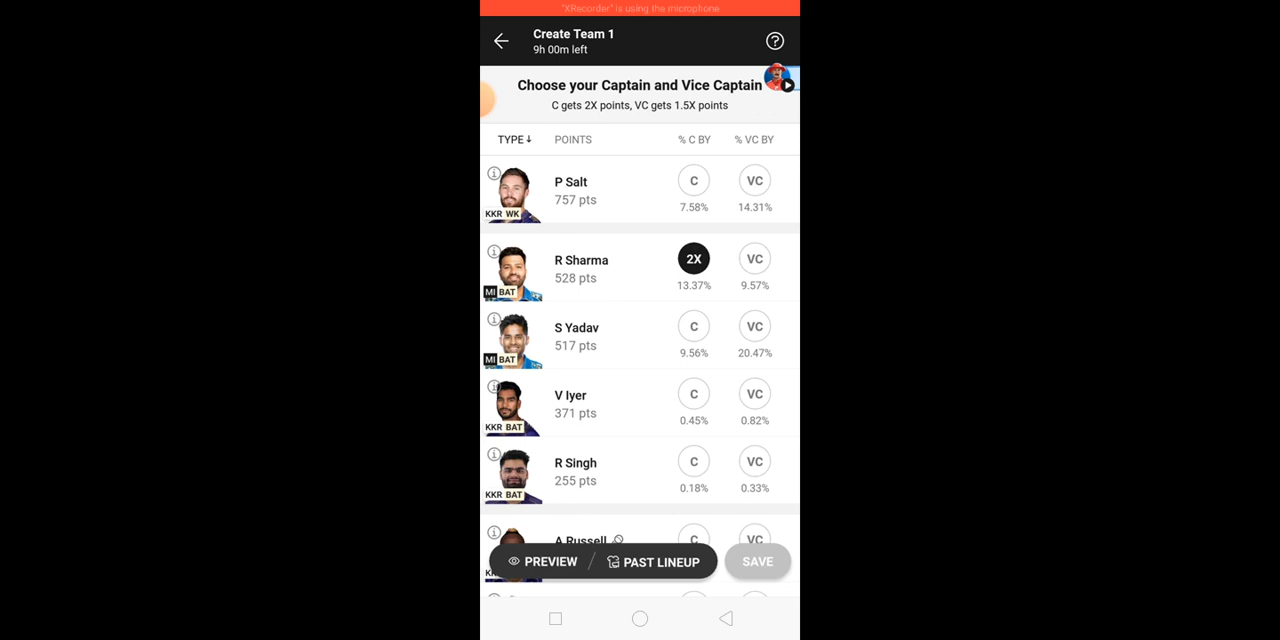 "XRecorder" is using the microphone
Create Team 1
9h 00m left
Choose your Captain and Vice Captain
C gets 2X points, VC gets 1.5X points
TYPE↓ POINTS % C BY % VC BY
P Salt
757 pts
C
VC
7.58%
14.31%
KKR WK
R Sharma
528 pts
2X
VC
13.37%
9.57%
MI BAT
S Yadav
517 pts
C
VC
9.56%
20.47%
MI BAT
V Iyer
371 pts
C
VC
0.45%
0.82%
KKR BAT
R Singh
255 pts
C
VC
0.18%
0.33%
KKR BAT
A Russell
C
VC
PREVIEW / PAST LINEUP
SAVE